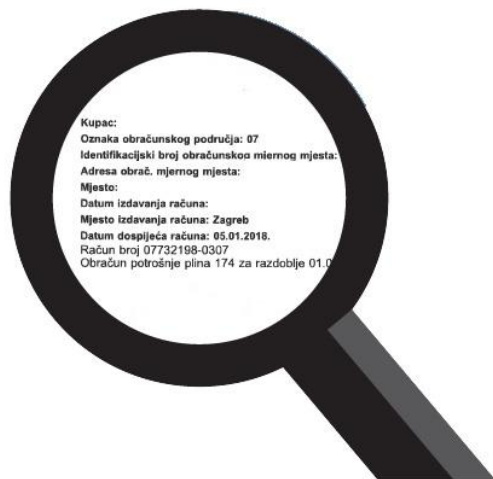 Kupac:
Oznaka obračunskog područja: 07
Identifikacijski broj obračunskog mjernog mjesta:
Adresa obrač. mjernog mjesta:
Mjesto:
Datum izdavanja računa:
Mjesto izdavanja računa: Zagreb
Datum dospijeća računa: 05.01.2018.
Račun broj 07732198-0307
Obračun potrošnje plina 174 za razdoblje 01.0